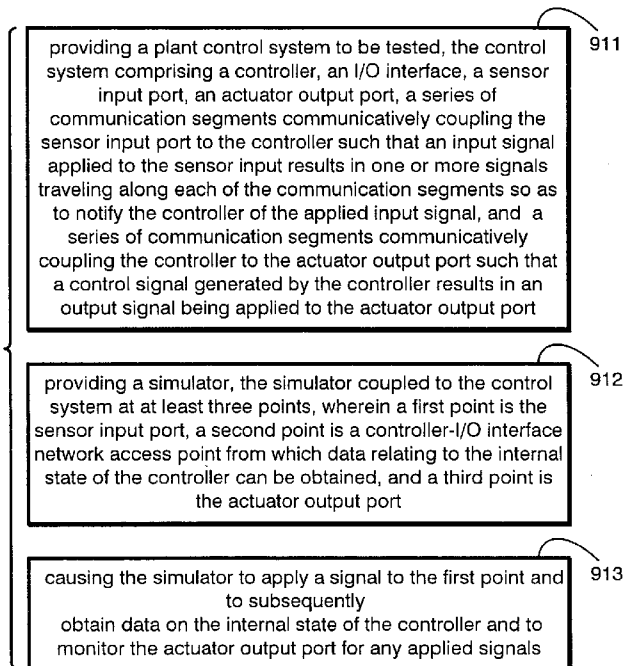 911
providing a plant control system to be tested, the control
system comprising a controller, an I/O interface, a sensor
input port, an actuator output port, a series of
communication segments communicatively coupling the
sensor input port to the controller such that an input signal
applied to the sensor input results in one or more signals
traveling along each of the communication segments so as
to notify the controller of the applied input signal, and a
series of communication segments communicatively
coupling the controller to the actuator output port such that
a control signal generated by the controller results in an
output signal being applied to the actuator output port
912
providing a simulator, the simulator coupled to the control
system at at least three points, wherein a first point is the
sensor input port, a second point is a controller-I/O interface
network access point from which data relating to the internal
state of the controller can be obtained, and a third point is
the actuator output port
913
causing the simulator to apply a signal to the first point and
to subsequently
obtain data on the internal state of the controller and to
monitor the actuator output port for any applied signals